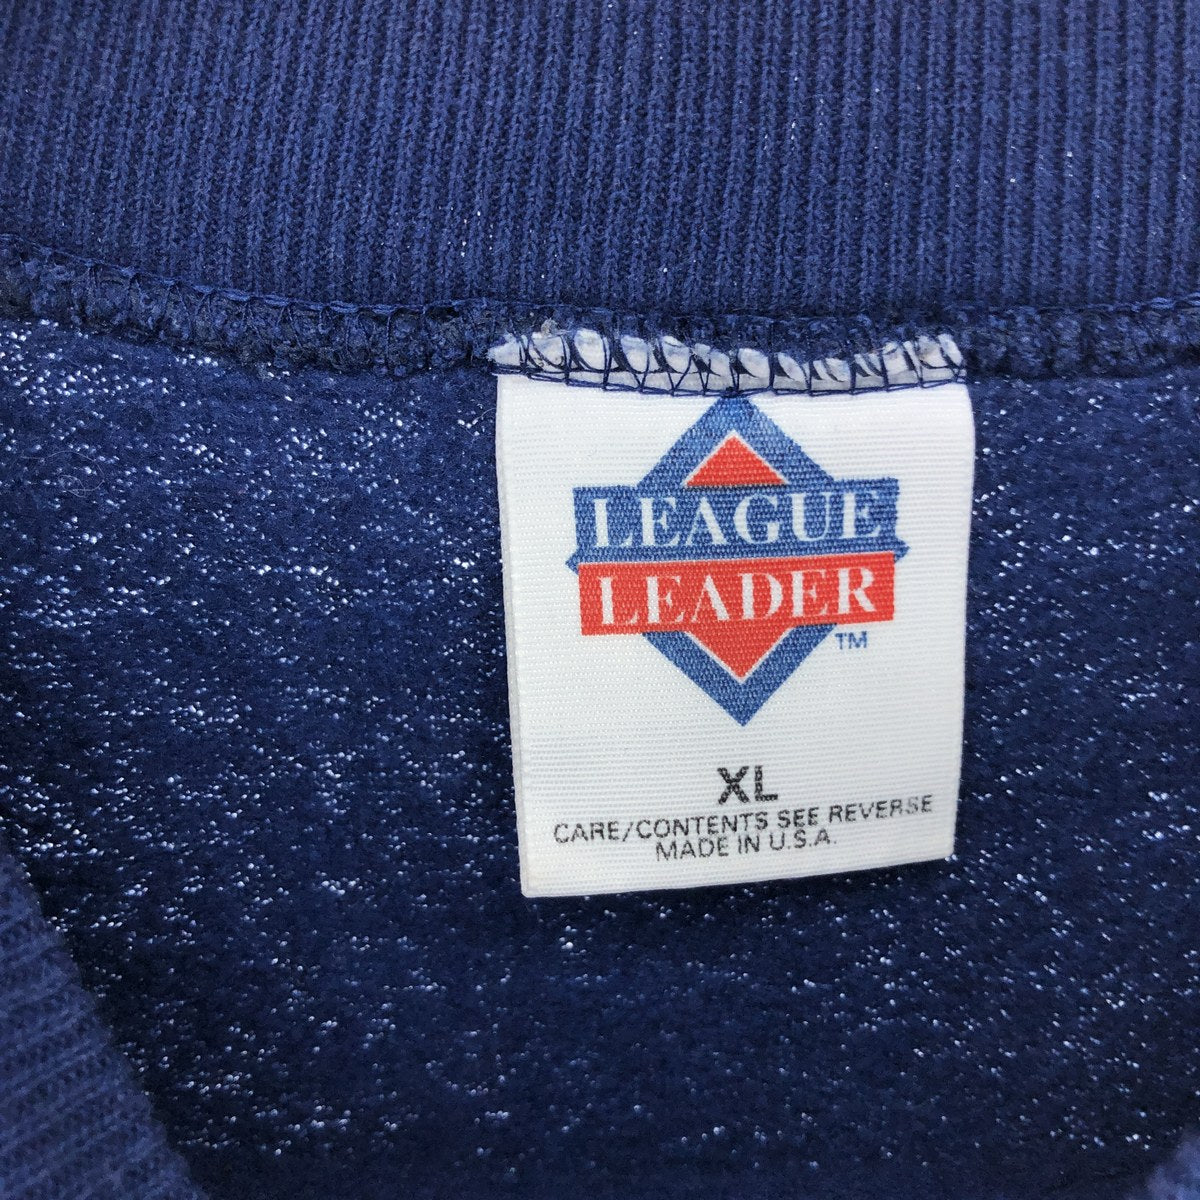 LEAGUE
LEADER
TM
XL
CARE/CONTENTS SEE REVERSE
MADE IN U.S.A.